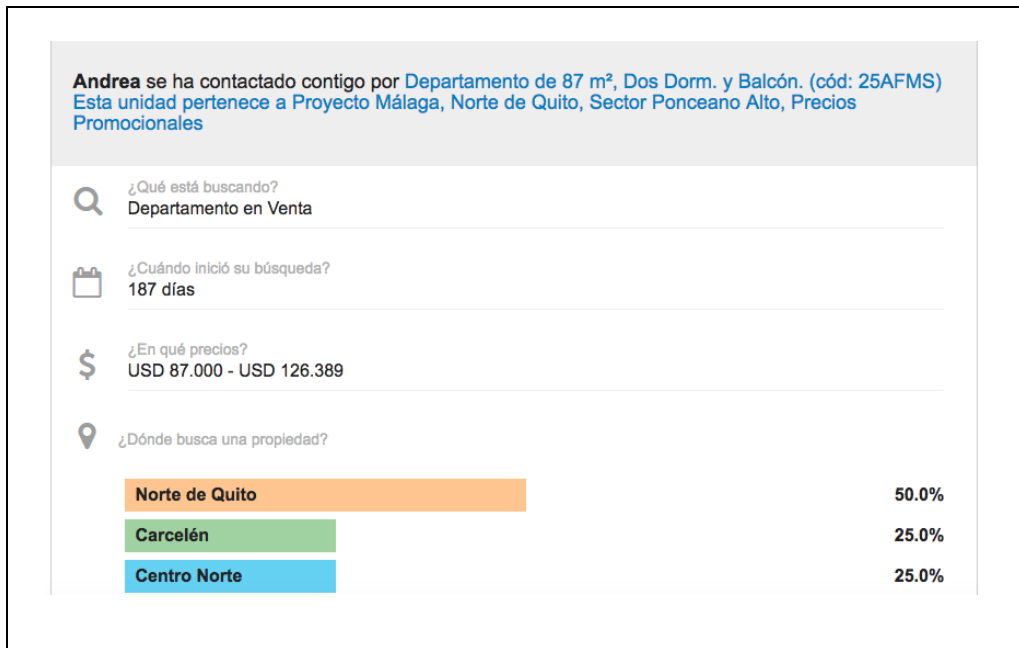 Andrea se ha contactado contigo por Departamento de 87 m², Dos Dorm. y Balcón. (cód: 25AFMS)
Esta unidad pertenece a Proyecto Málaga, Norte de Quito, Sector Ponceano Alto, Precios
Promocionales
¿Qué está buscando?
Departamento en Venta
¿Cuándo inició su búsqueda?
187 días
¿En qué precios?
USD 87.000 - USD 126.389
¿Dónde busca una propiedad?
Norte de Quito 50.0%
Carcelén 25.0%
Centro Norte 25.0%